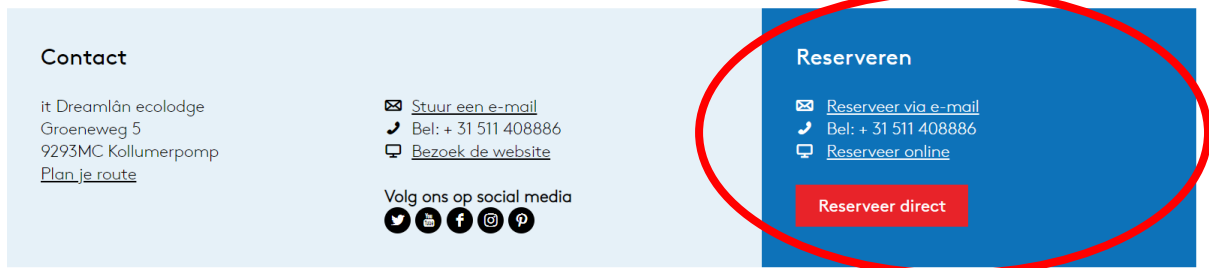 Contact
it Dreamlân ecolodge
Groeneweg 5
9293MC Kollumerpomp
Plan je route
Stuur een e-mail
Bel: + 31 511 408886
Bezoek de website
Volg ons op social media
Reserveren
Reserveer via e-mail
Bel: + 31 511 408886
Reserveer online
Reserveer direct